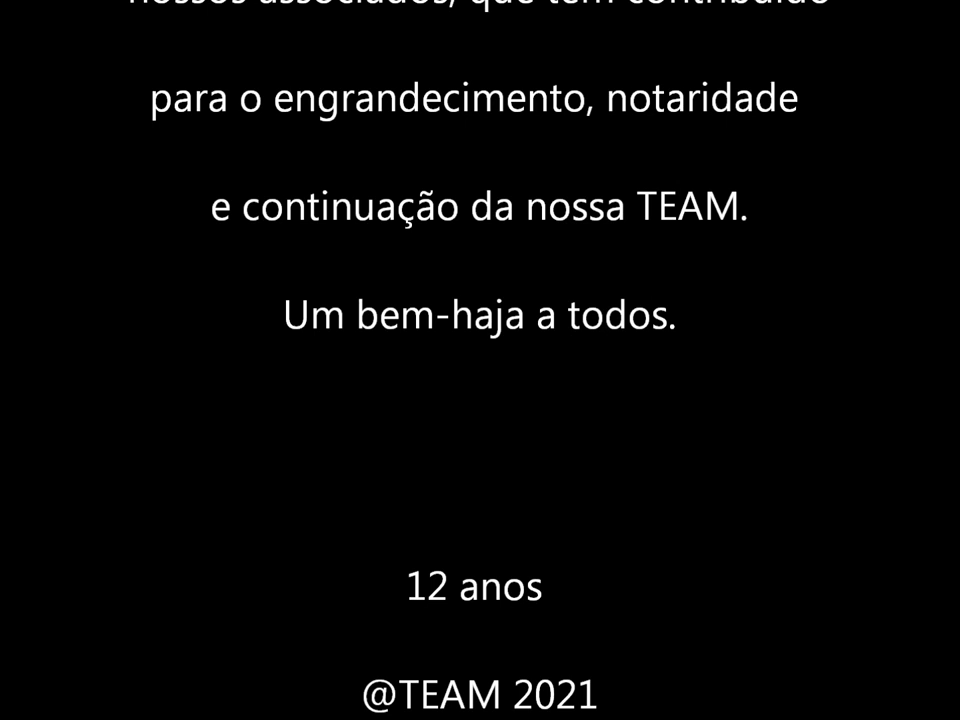 nossos associados, que têm contribuído
para o engrandecimento, notaridade
e continuação da nossa TEAM.
Um bem-haja a todos.
12 anos
@TEAM 2021